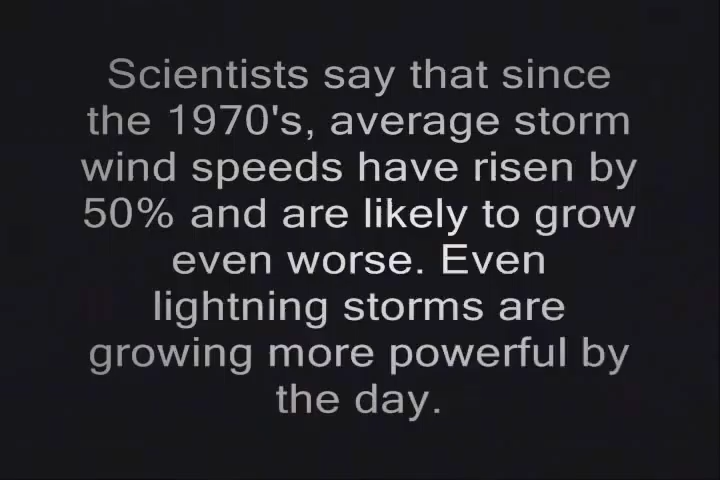 Scientists say that since
the 1970's, average storm
wind speeds have risen by
50% and are likely to grow
even worse. Even
lightning storms are
growing more powerful by
the day.